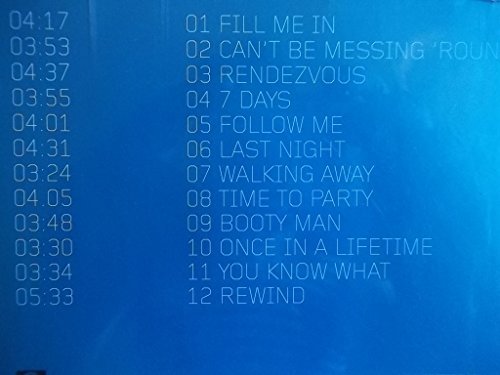 04:17 01 FILL ME IN
03:53 02 CAN'T BE MESSING 'ROUN
04:37 03 RENDEZVOUS
03:55 04 7 DAYS
04:01 05 FOLLOW ME
04:31 06 LAST NIGHT
03:24 07 WALKING AWAY
04.05 08 TIME TO PARTY
03:48 09 BOOTY MAN
03:30 10 ONCE IN A LIFETIME
03:34 11 YOU KNOW WHAT
05:33 12 REWIND